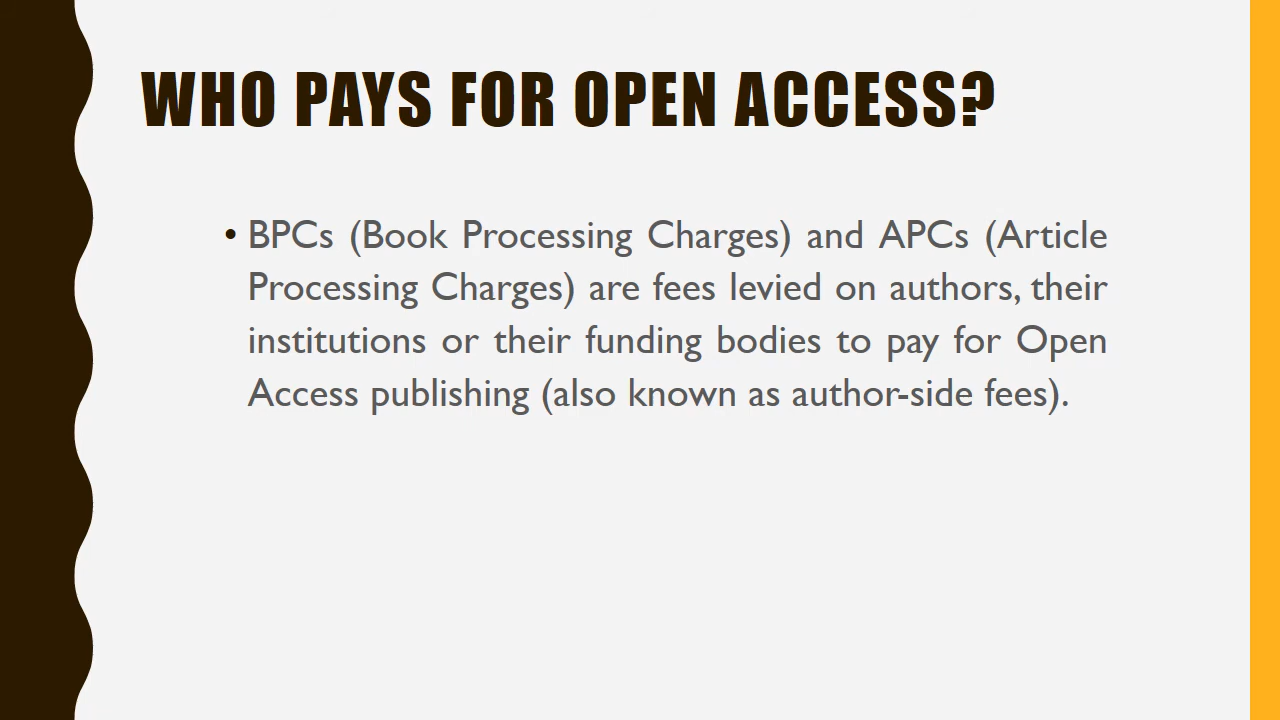 WHO PAYS FOR OPEN ACCESS?
• BPCs (Book Processing Charges) and APCs (Article
Processing Charges) are fees levied on authors, their
institutions or their funding bodies to pay for Open
Access publishing (also known as author-side fees).